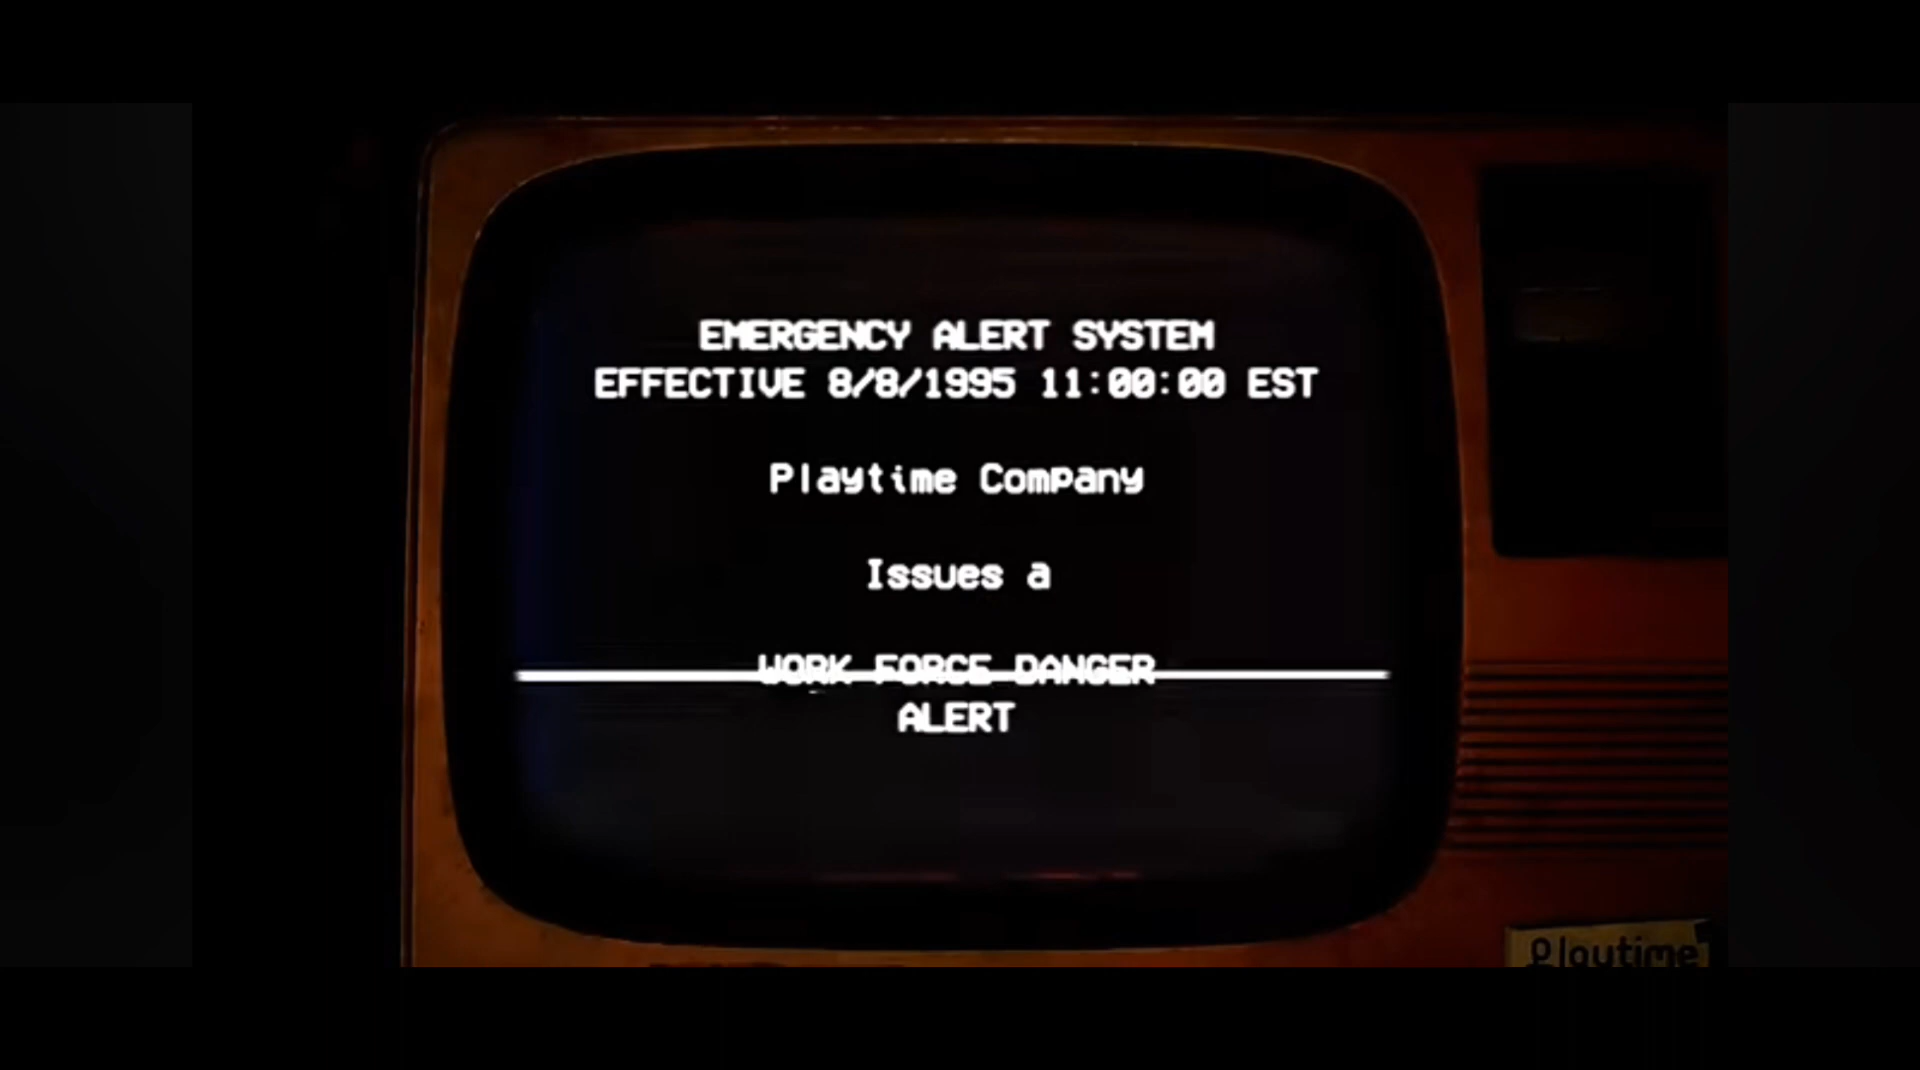 EMERGENCY ALERT SYSTEM
EFFECTIVE 8/8/1995 11:00:00 EST
Playtime Company
Issues a
WORK FORCE DANGER
ALERT
Playtime